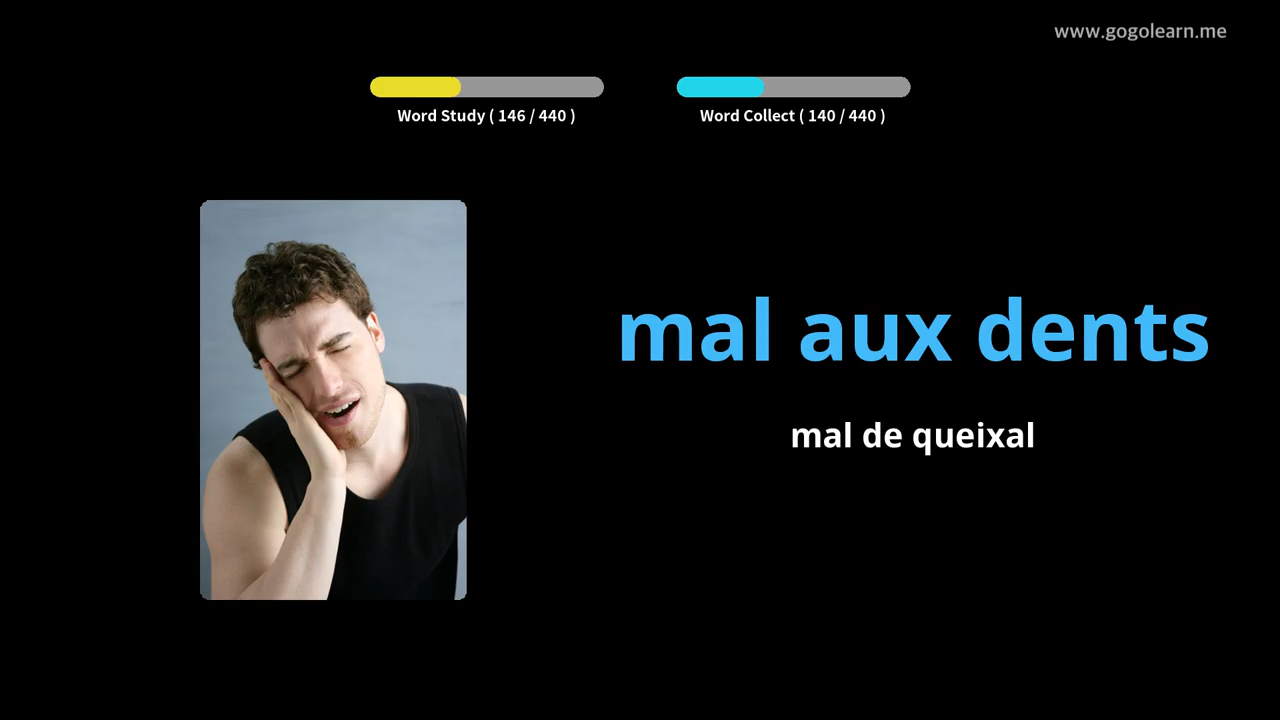 www.gogolearn.me
Word Study ( 146 / 440 )
Word Collect ( 140 / 440 )
mal aux dents
mal de queixal